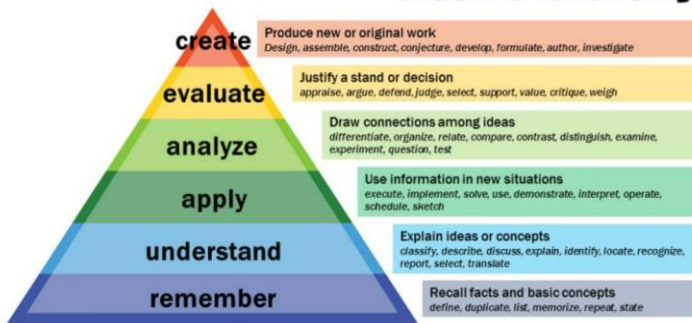 create
Produce new or original work
Design, assemble, construct, conjecture, develop, formulate, author, investigate
evaluate
Justify a stand or decision
appraise, argue, defend, judge, select, support, value, critique, weigh
analyze
Draw connections among ideas
differentiate, organize, relate, compare, contrast, distinguish, examine,
experiment, question, test
apply
Use information in new situations
execute, implement, solve, use, demonstrate, interpret, operate,
schedule, sketch
understand
Explain ideas or concepts
classify, describe, discuss, explain, identify, locate, recognize,
report, select, translate
remember
Recall facts and basic concepts
define, duplicate, list, memorize, repeat, state